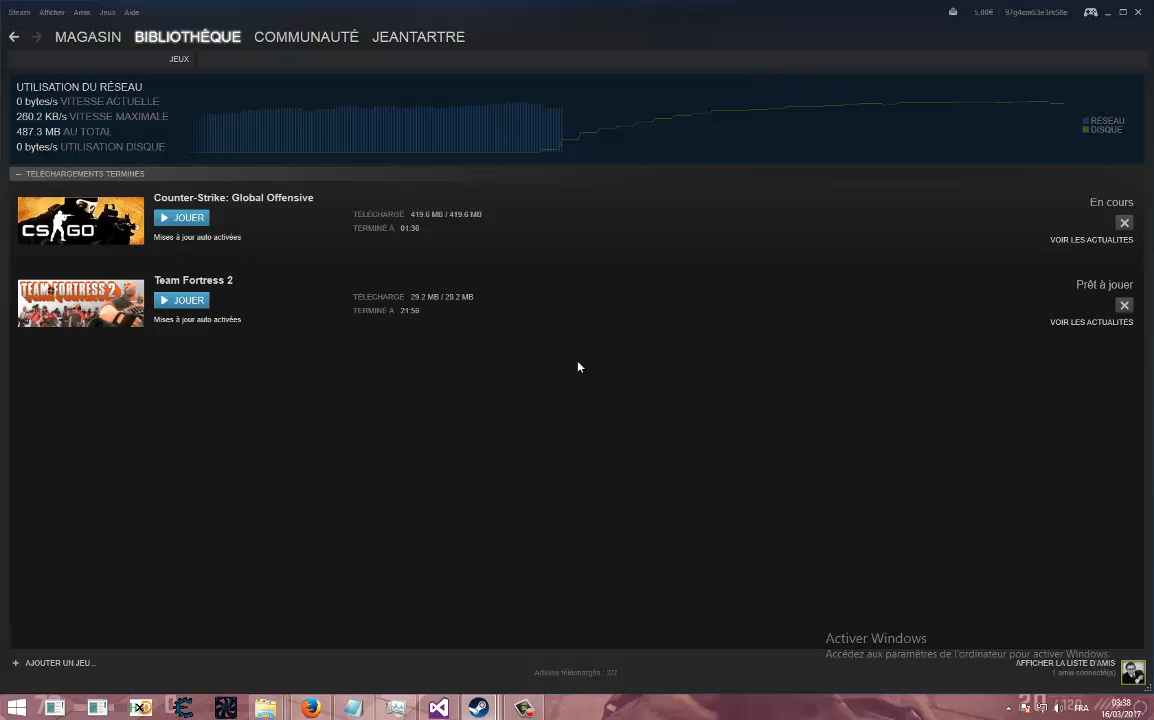 Steam Afficher Amis Jeux Aide
5,00€ 97g4cm53e3rk58e
MAGASIN BIBLIOTHÈQUE COMMUNAUTÉ JEANTARTRE
JEUX
UTILISATION DU RÉSEAU
0 bytes/s VITESSE ACTUELLE
260.2 KB/s VITESSE MAXIMALE
487.3 MB AU TOTAL
0 bytes/s UTILISATION DISQUE
RÉSEAU
DISQUE
– TÉLÉCHARGEMENTS TERMINÉS
Counter-Strike: Global Offensive
CS GO
JOUER
Mises à jour auto activées
TÉLÉCHARGÉ 419.6 MB / 419.6 MB
TERMINÉ À 01:36
En cours
VOIR LES ACTUALITÉS
Team Fortress 2
TEAM FORTRESS 2
JOUER
Mises à jour auto activées
TÉLÉCHARGÉ 29.2 MB / 29.2 MB
TERMINÉ À 21:56
Prêt à jouer
VOIR LES ACTUALITÉS
Activer Windows
Accédez aux paramètres de l'ordinateur pour activer Windows.
+ AJOUTER UN JEU...
Articles téléchargés : 2/2
AFFICHER LA LISTE D'AMIS
1 amis connecté(s)
FRA
03:38
16/03/2017